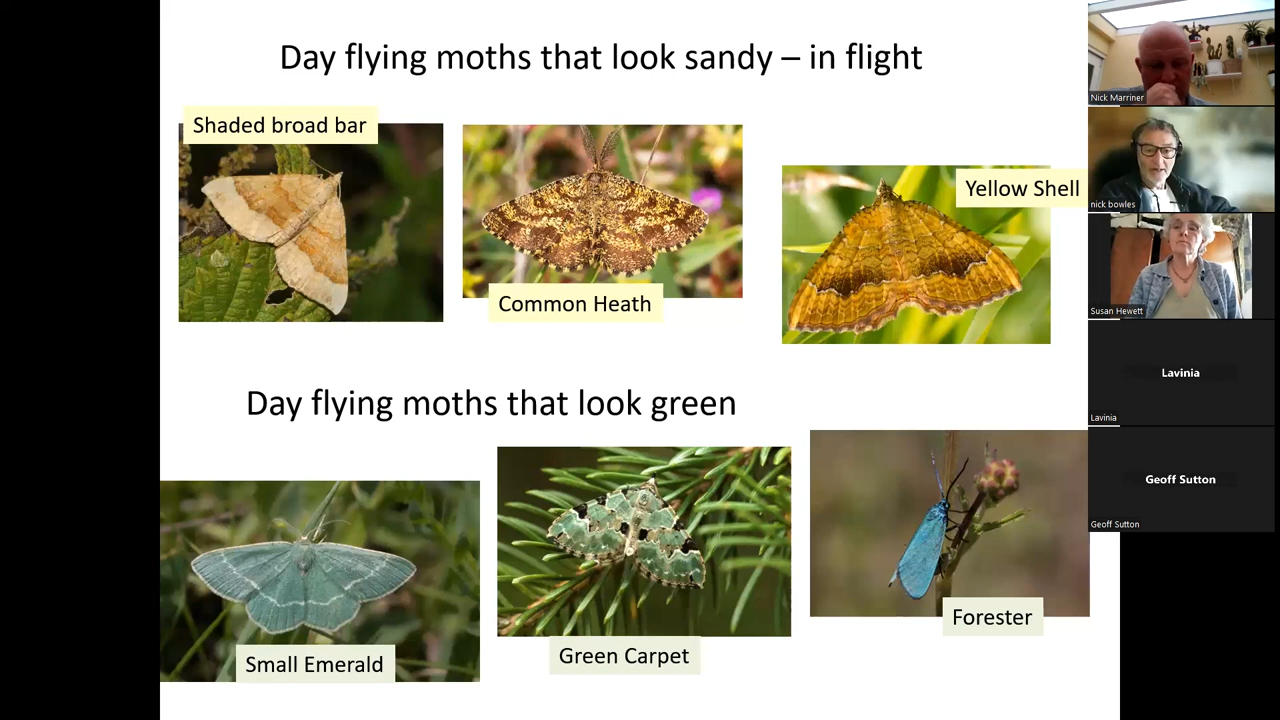 Day flying moths that look sandy – in flight
Shaded broad bar
Common Heath
Yellow Shell
Day flying moths that look green
Small Emerald
Green Carpet
Forester
Nick Marriner
nick bowles
Susan Hewett
Lavinia
Lavinia
Geoff Sutton
Geoff Sutton